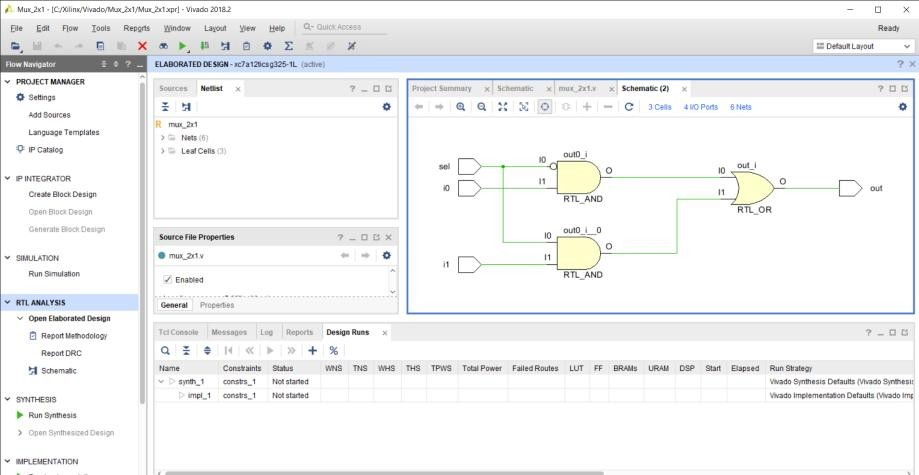 Mux_2x1 - [C:/Xilinx/Vivado/Mux_2x1/Mux_2x1.xpr] - Vivado 2018.2
File Edit Flow Tools Reports Window Layout View Help Quick Access Ready
Default Layout
Flow Navigator
ELABORATED DESIGN - xc7a12ticsg325-1L (active)
PROJECT MANAGER
Settings
Add Sources
Language Templates
IP Catalog
IP INTEGRATOR
Create Block Design
Open Block Design
Generate Block Design
SIMULATION
Run Simulation
RTL ANALYSIS
Open Elaborated Design
Report Methodology
Report DRC
Schematic
SYNTHESIS
Run Synthesis
Open Synthesized Design
IMPLEMENTATION
Sources Netlist
R mux_2x1
Nets (6)
Leaf Cells (3)
Source File Properties
mux_2x1.v
Enabled
General Properties
Project Summary Schematic mux_2x1.v Schematic (2)
3 Cells 4 I/O Ports 6 Nets
out0_i
sel I0
O
i0 I1
RTL_AND
out_i
I0
O
out
I1
RTL_OR
out0_i__0
I0
O
i1 I1
RTL_AND
Tcl Console Messages Log Reports Design Runs
Name Constraints Status WNS TNS WHS THS TPWS Total Power Failed Routes LUT FF BRAMs URAM DSP Start Elapsed Run Strategy
synth_1 constrs_1 Not started Vivado Synthesis Defaults (Vivado Synthesis
impl_1 constrs_1 Not started Vivado Implementation Defaults (Vivado Imp